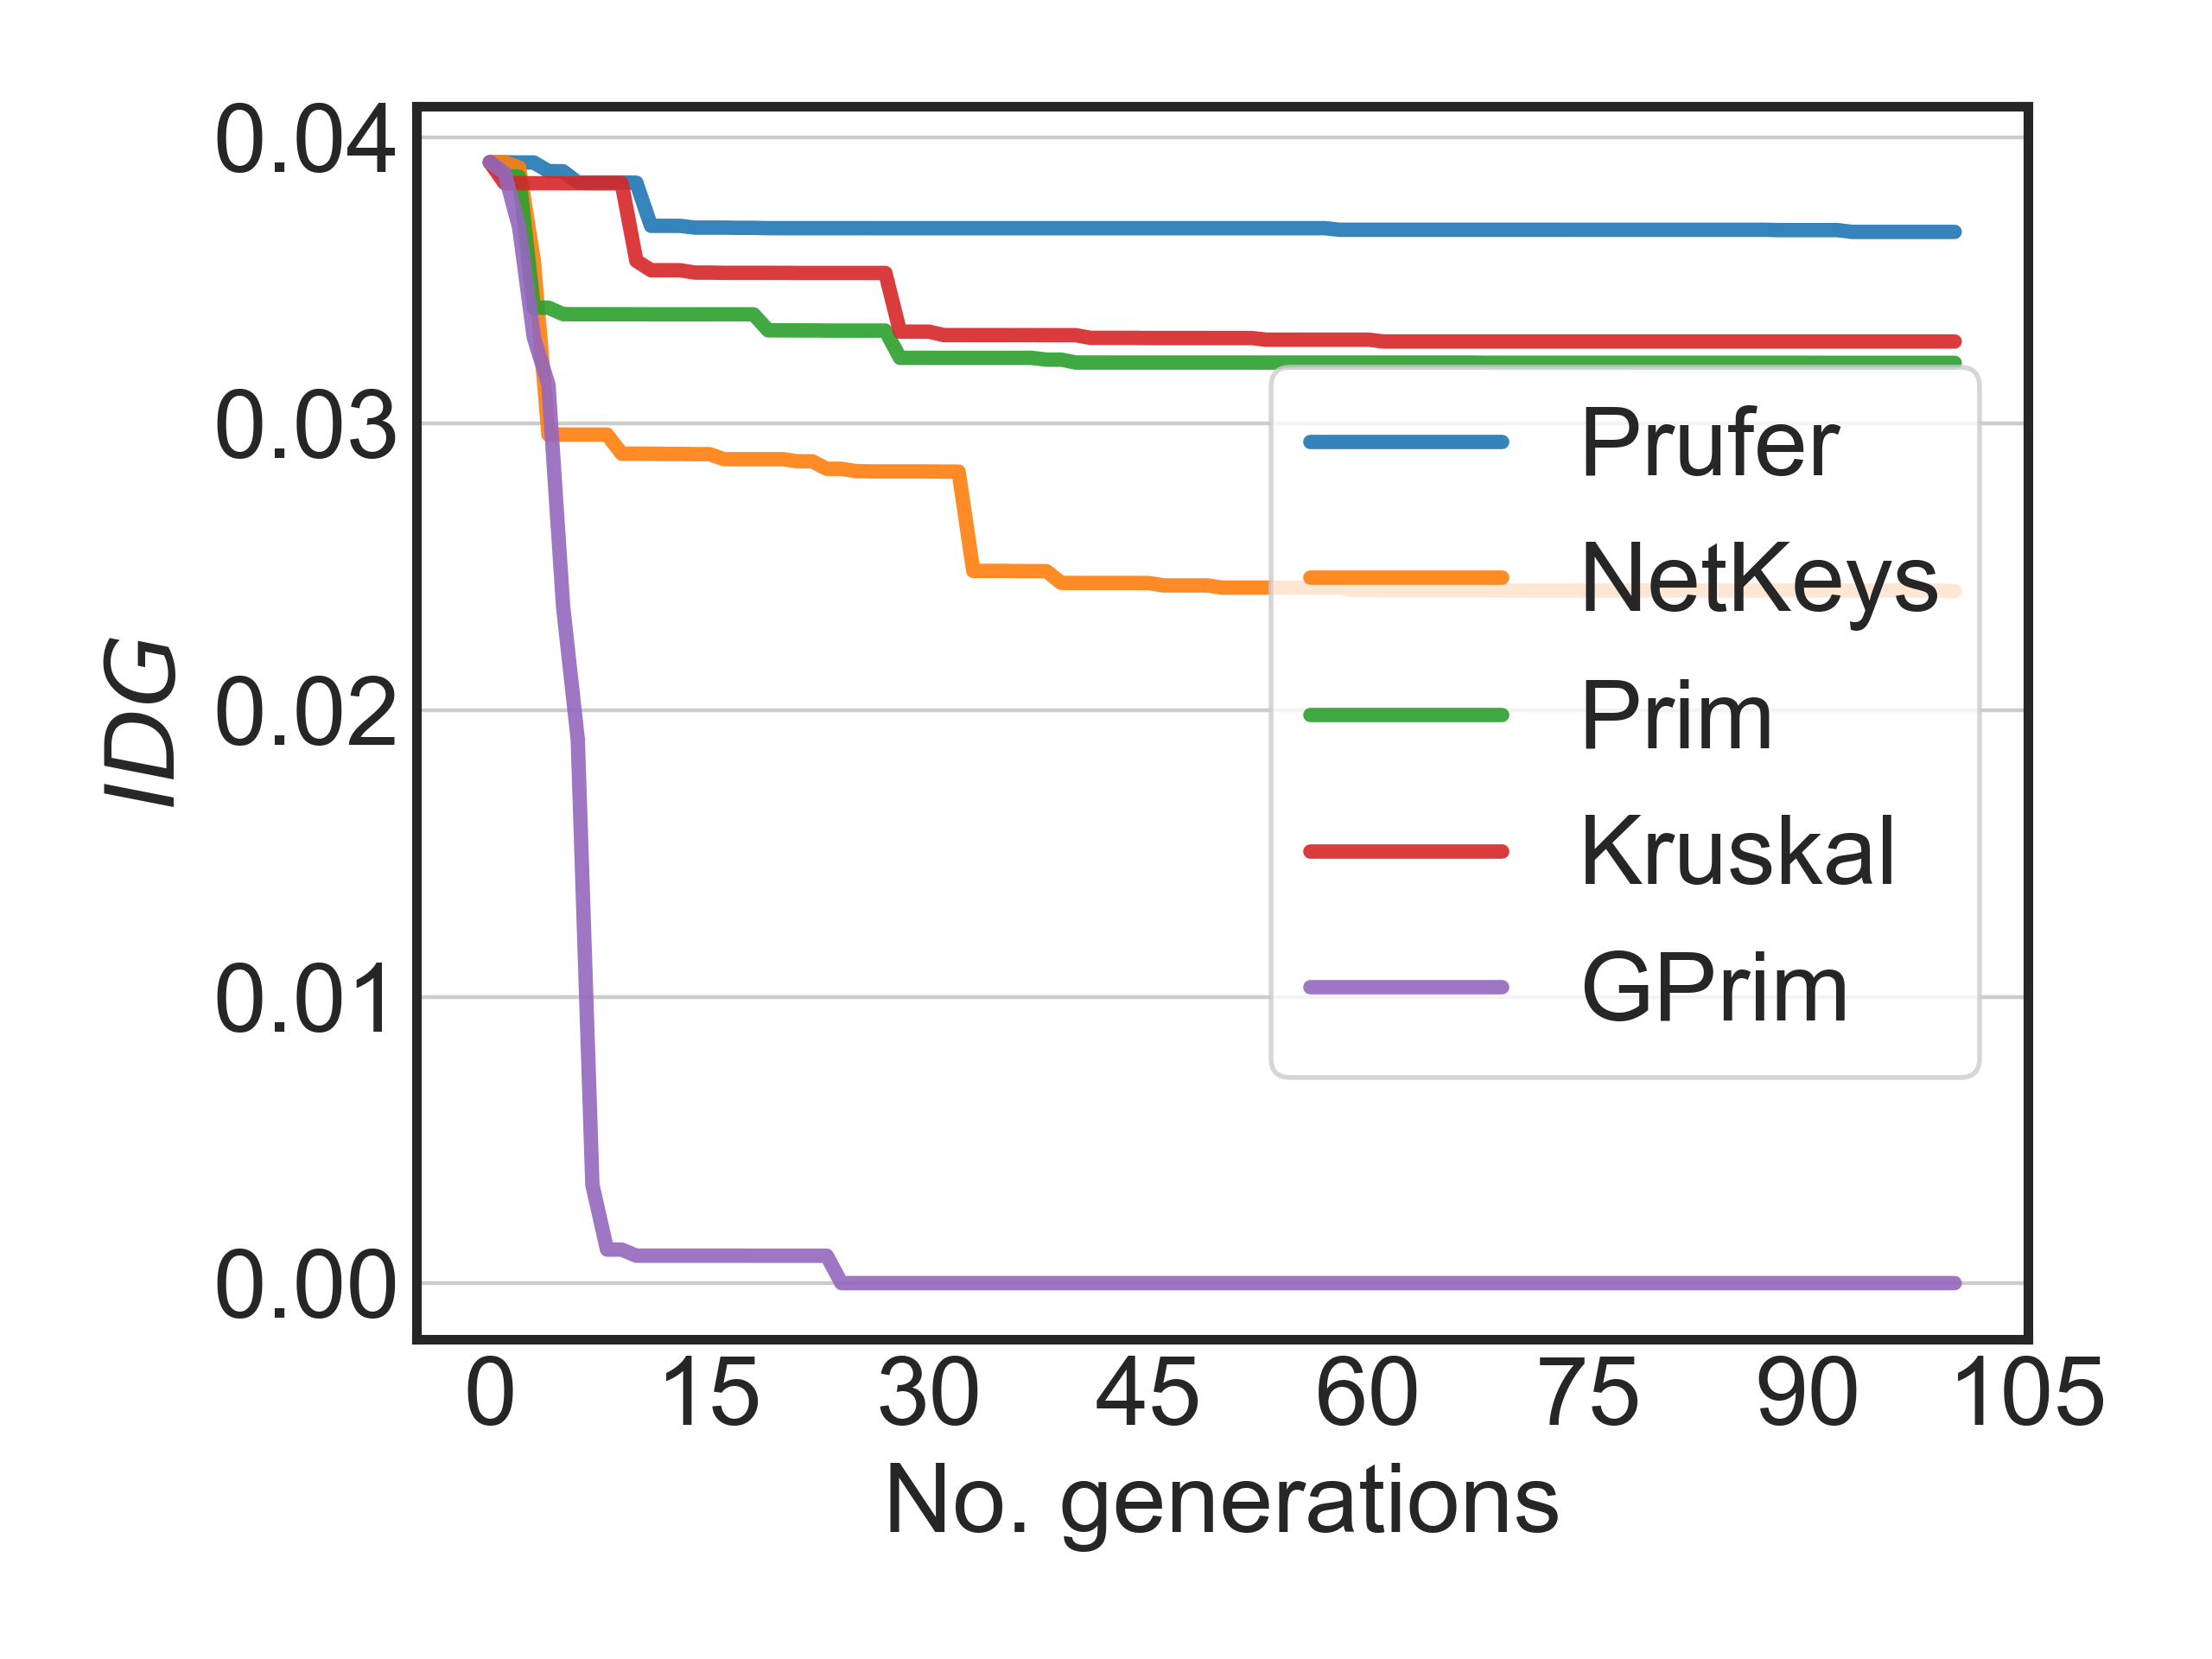 0.04
0.03
0.02
0.01
0.00
IDG
Prufer
NetKeys
Prim
Kruskal
GPrim
0 15 30 45 60 75 90 105
No. generations